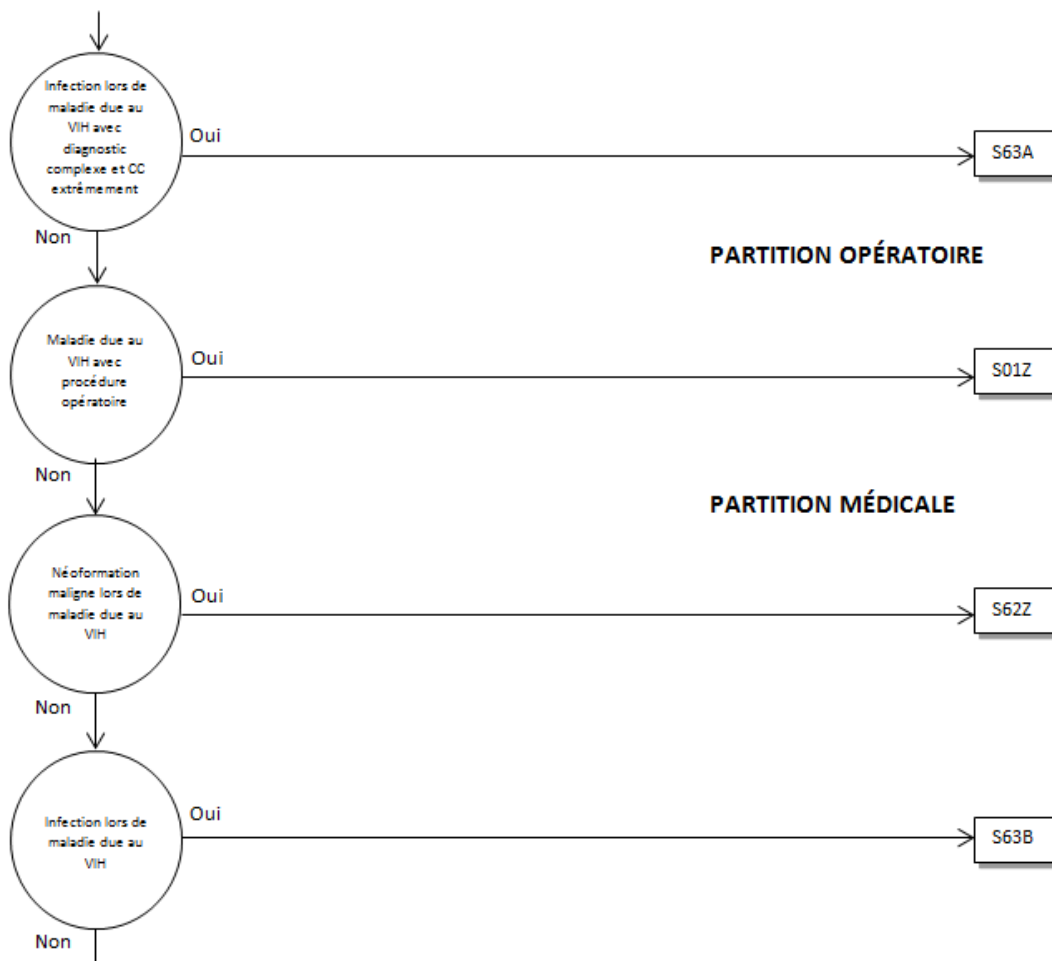 Infection lors de
maladie due au
VIH avec
diagnostic
complexe et CC
extrêmement
Oui
S63A
Non
PARTITION OPÉRATOIRE
Maladie due au
VIH avec
procédure
opératoire
Oui
S01Z
Non
PARTITION MÉDICALE
Néoformation
maligne lors de
maladie due au
VIH
Oui
S62Z
Non
Infection lors de
maladie due au
VIH
Oui
S63B
Non